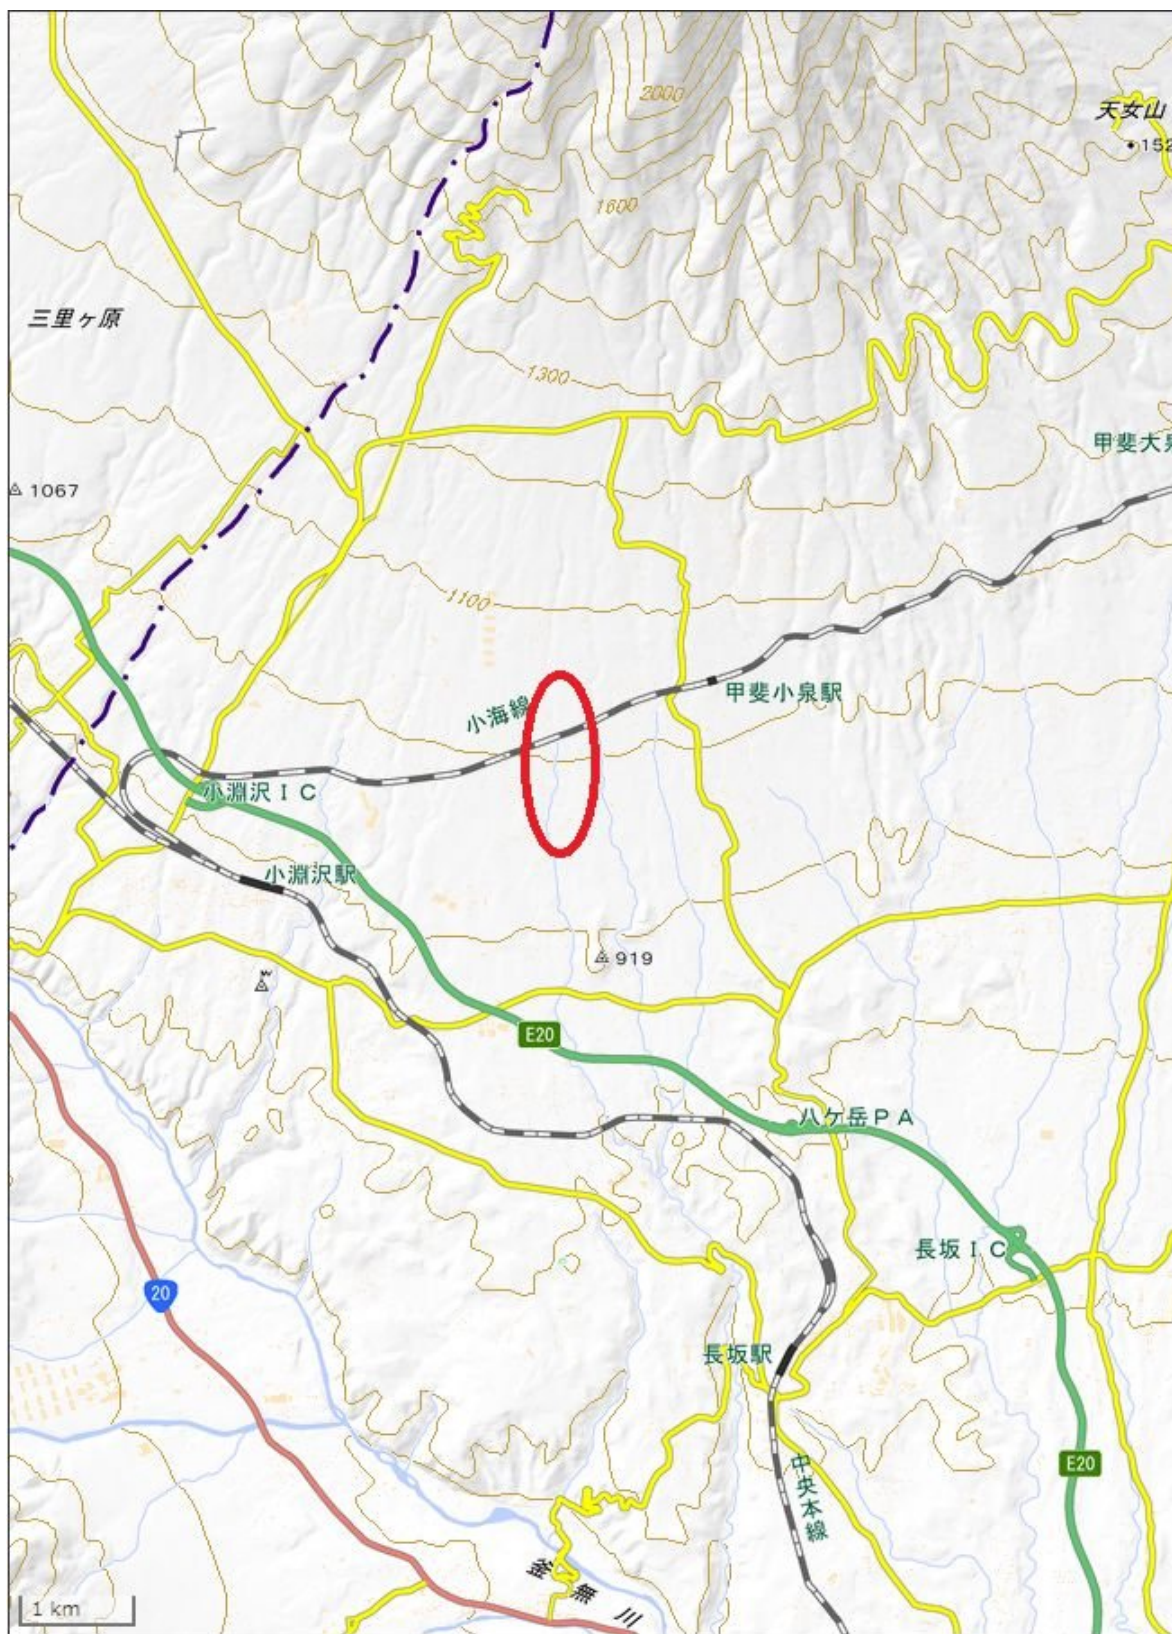 2000
天女山
152
1600
三里ヶ原
1300
甲斐大泉
1067
1100
甲斐小泉駅
小海線
小淵沢ＩＣ
小淵沢駅
919
E20
八ケ岳ＰＡ
長坂ＩＣ
20
長坂駅
E20
中央本線
釜無川
1 km